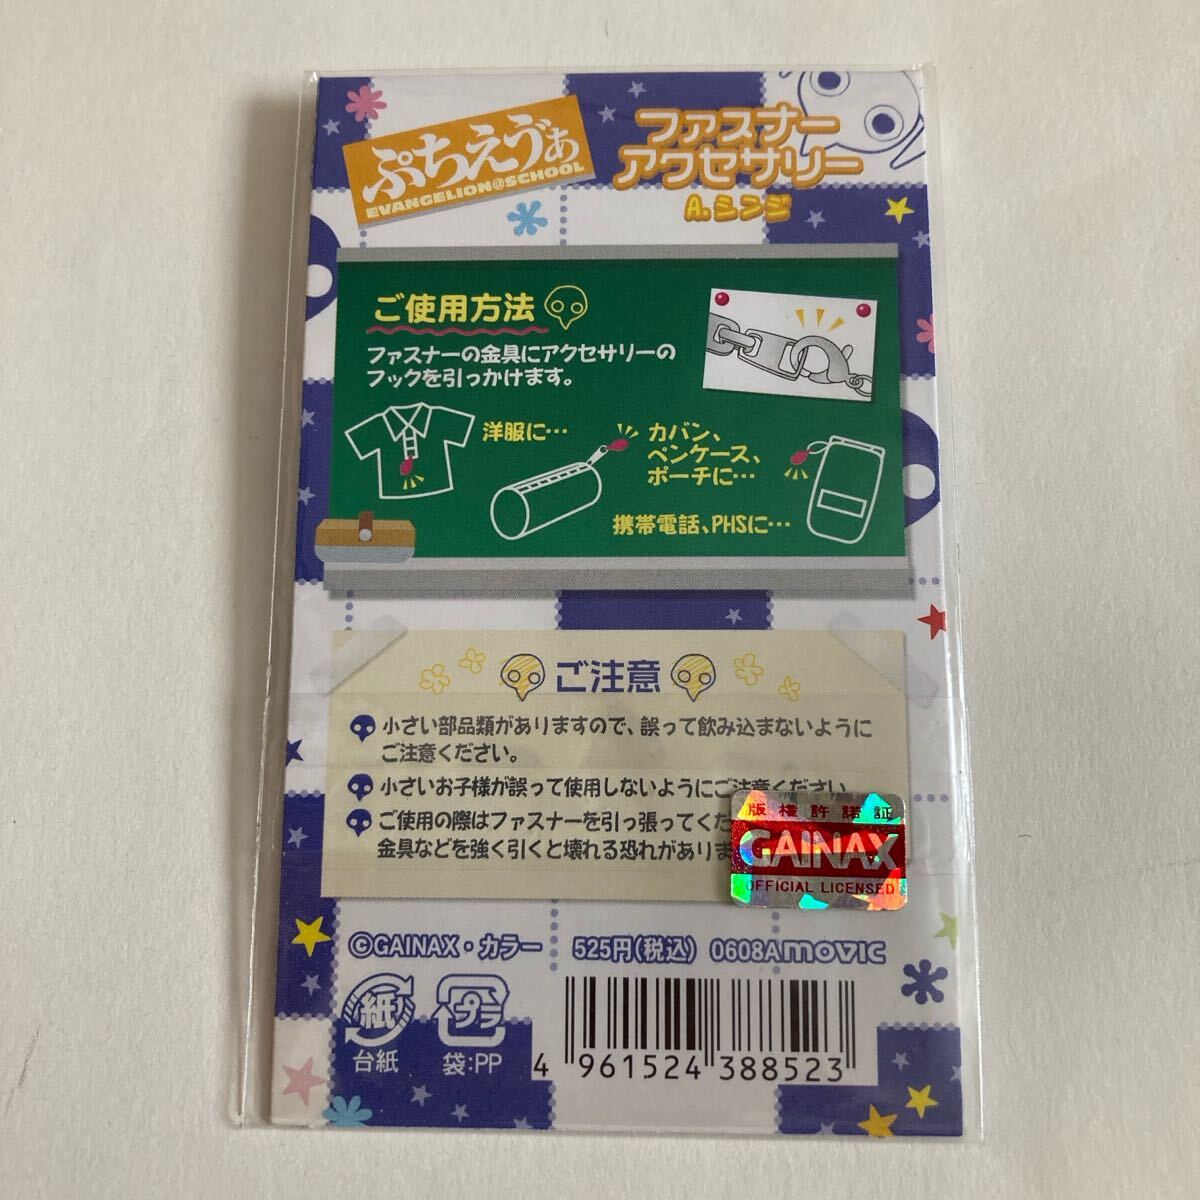 ぷちえゔぁ
EVANGELION@SCHOOL
ファスナー
アクセサリー
A.シンジ
ご使用方法
ファスナーの金具にアクセサリーの
フックを引っかけます。
洋服に…
カバン、
ペンケース、
ポーチに…
携帯電話、PHSに…
ご注意
小さい部品類がありますので、誤って飲み込まないように
ご注意ください。
小さいお子様が誤って使用しないようにご注意ください
ご使用の際はファスナーを引っ張ってくだ
金具などを強く引くと壊れる恐れがありま
版権許諾証
GAINAX
OFFICIAL LICENSED
©GAINAX・カラー 525円(税込) 0608A movic
紙 プラ
台紙 袋:PP
4 961524 388523